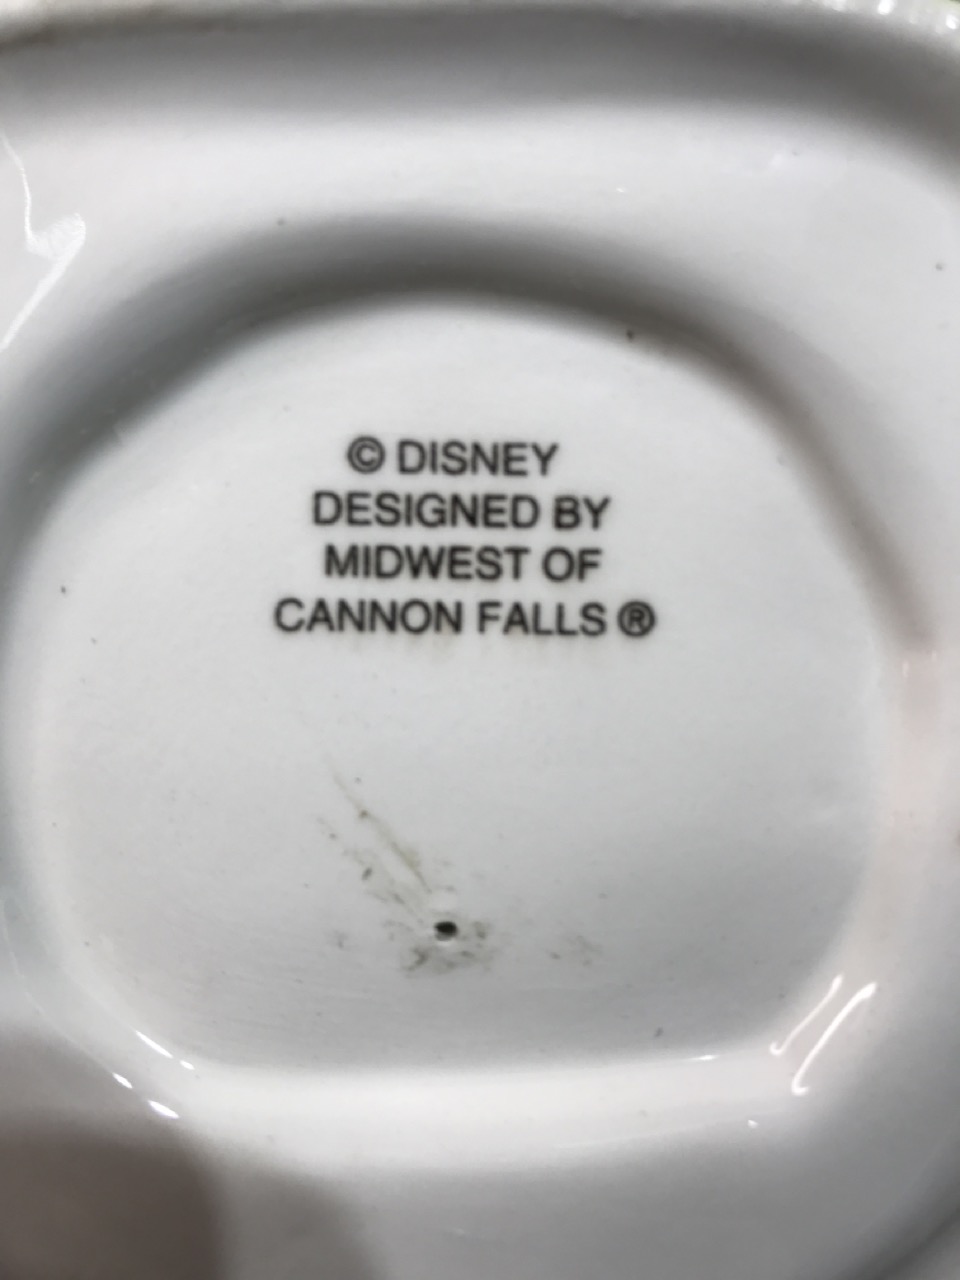 © DISNEY
DESIGNED BY
MIDWEST OF
CANNON FALLS ®